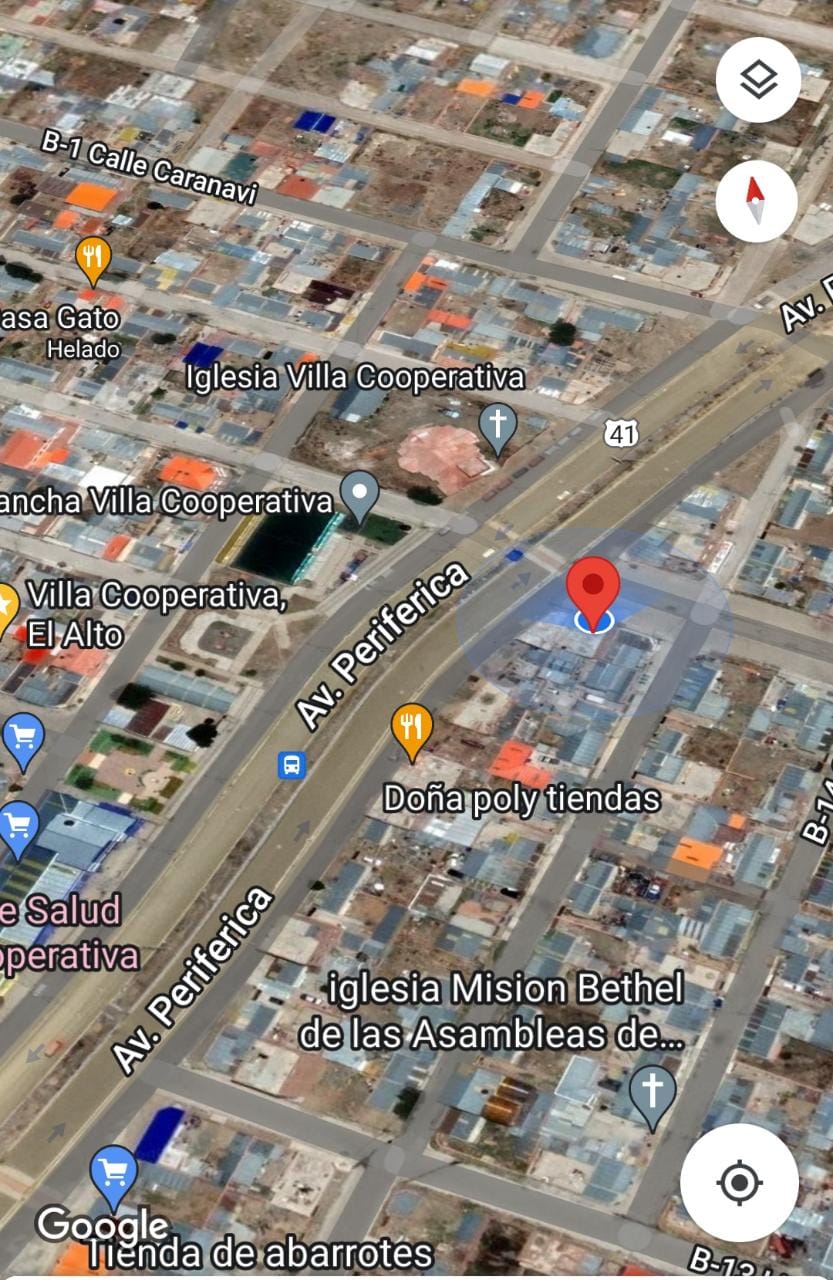 B-1 Calle Caranavi
asa Gato
Helado
Av. P
Iglesia Villa Cooperativa
41
ancha Villa Cooperativa
Av. Periferica
Villa Cooperativa,
El Alto
Doña poly tiendas
B-14
e Salud
operativa
Av. Periferica
iglesia Mision Bethel
de las Asambleas de...
Google
Tienda de abarrotes
B-13